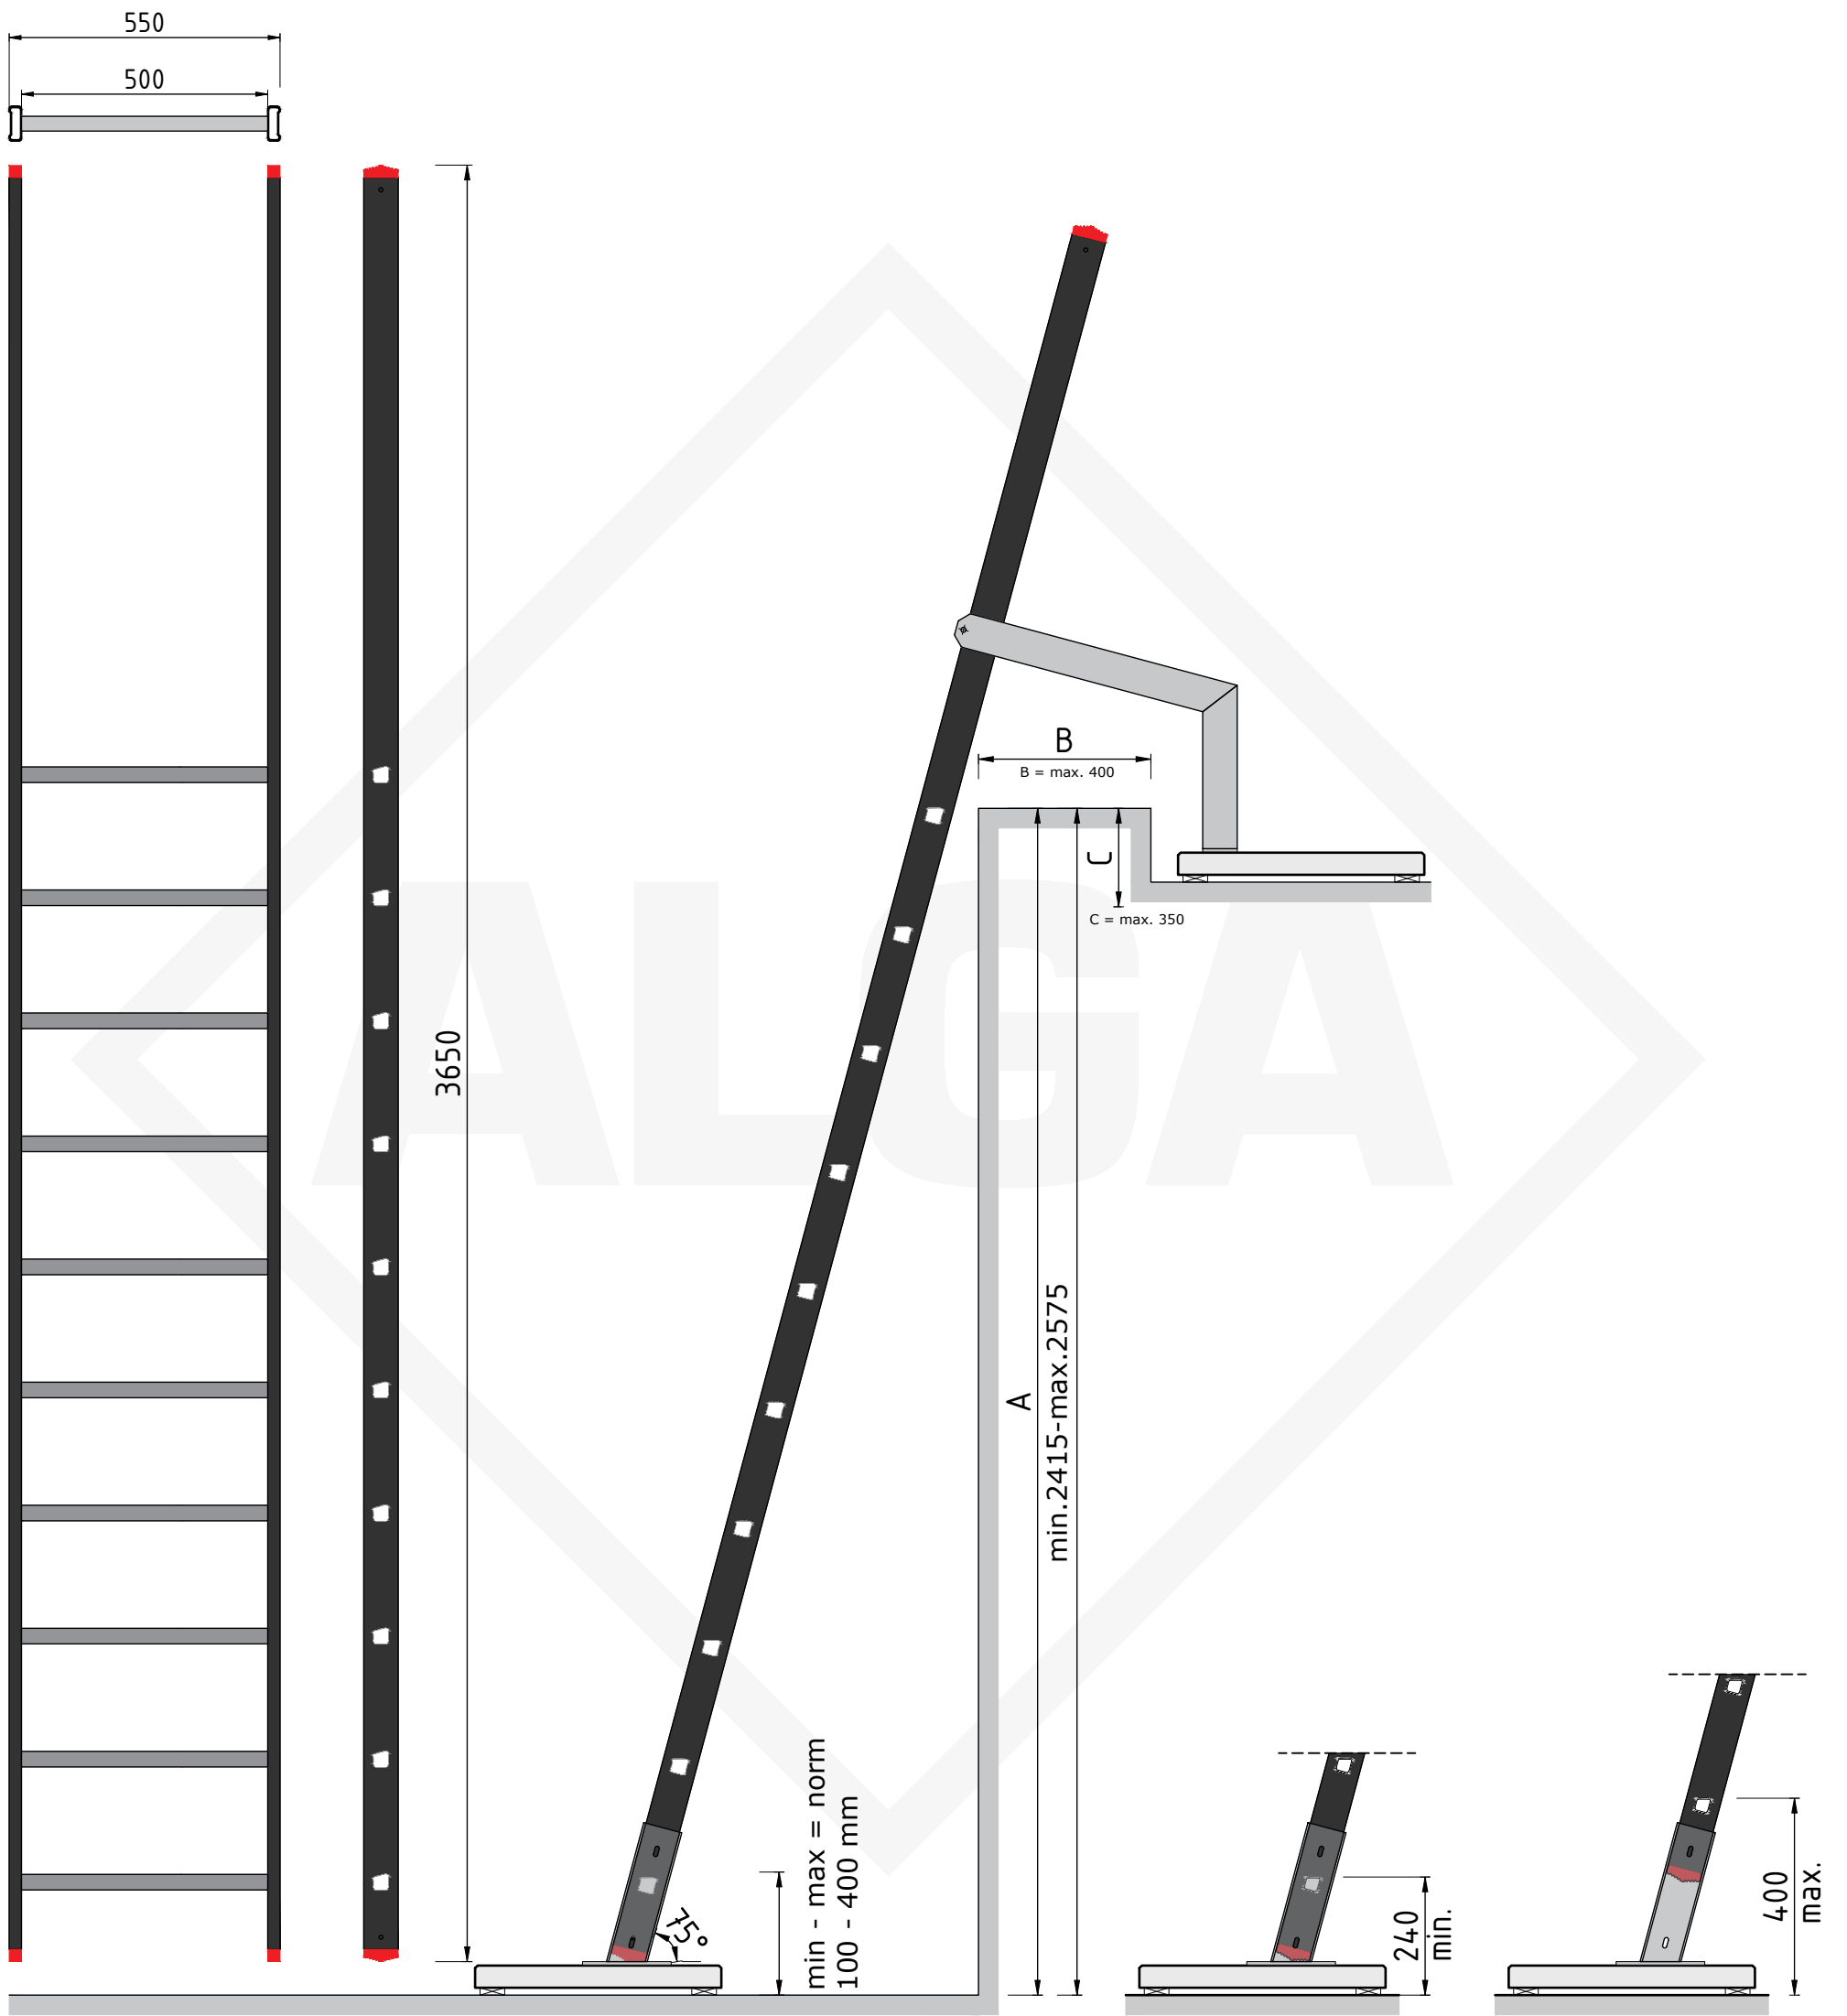 550
500
3650
B
B = max. 400
C
C = max. 350
A
min.2415-max.2575
min - max = norm
100 - 400 mm
75°
240
min.
400
max.
ALGA